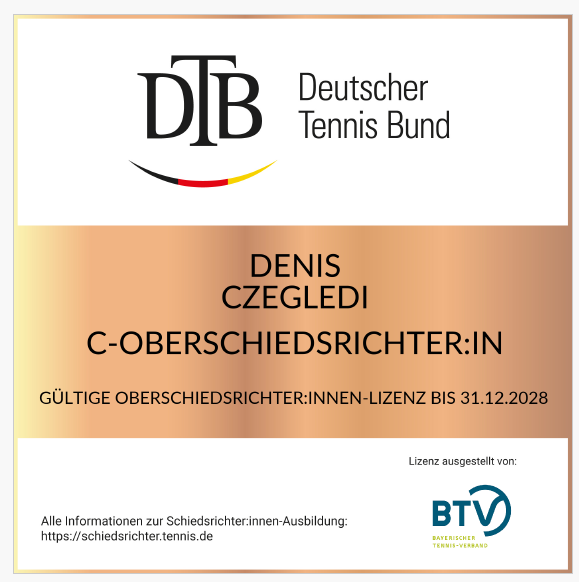 DTB
Deutscher
Tennis Bund
DENIS
CZEGLEDI
C-OBERSCHIEDSRICHTER:IN
GÜLTIGE OBERSCHIEDSRICHTER:INNEN-LIZENZ BIS 31.12.2028
Lizenz ausgestellt von:
BTV
BAYERISCHER
TENNIS-VERBAND
Alle Informationen zur Schiedsrichter:innen-Ausbildung:
https://schiedsrichter.tennis.de